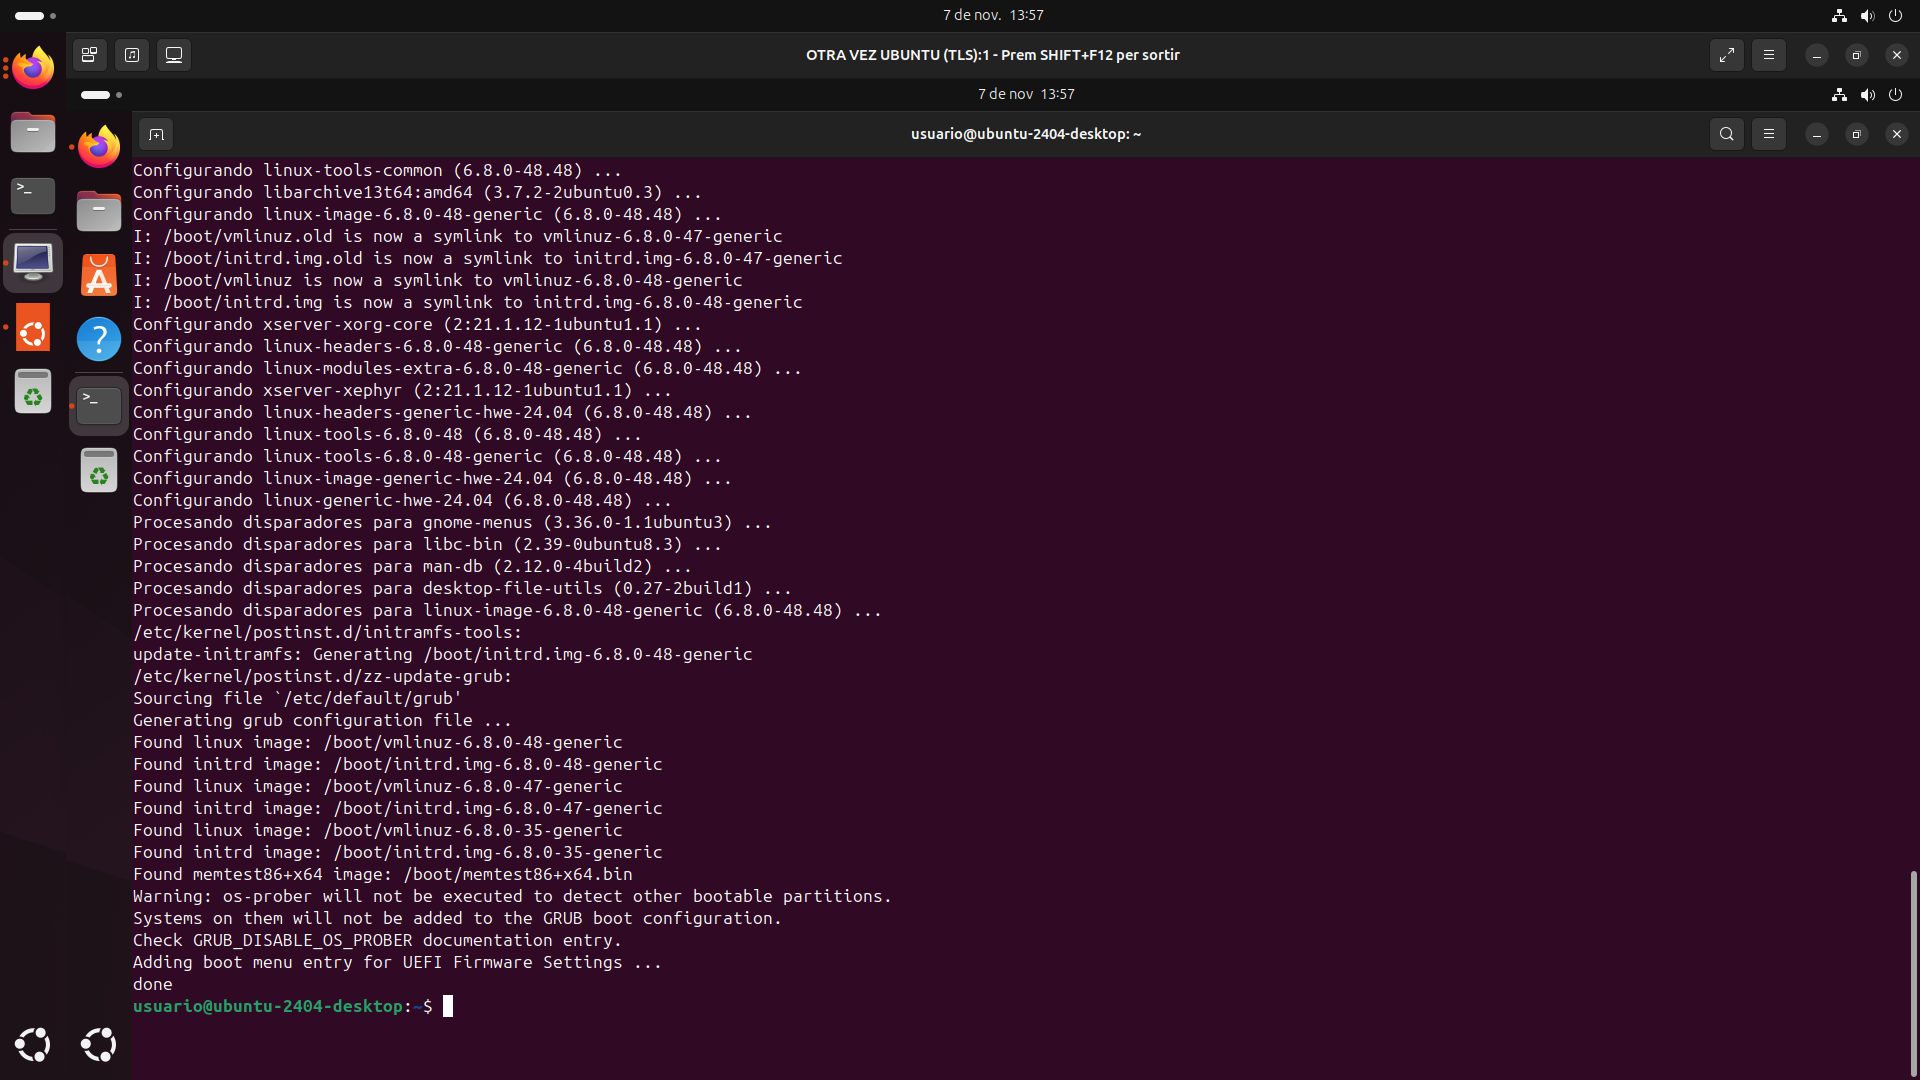 7 de nov. 13:57
OTRA VEZ UBUNTU (TLS):1 - Prem SHIFT+F12 per sortir
7 de nov 13:57
usuario@ubuntu-2404-desktop: ~
Configurando linux-tools-common (6.8.0-48.48) ...
Configurando libarchive13t64:amd64 (3.7.2-2ubuntu0.3) ...
Configurando linux-image-6.8.0-48-generic (6.8.0-48.48) ...
I: /boot/vmlinuz.old is now a symlink to vmlinuz-6.8.0-47-generic
I: /boot/initrd.img.old is now a symlink to initrd.img-6.8.0-47-generic
I: /boot/vmlinuz is now a symlink to vmlinuz-6.8.0-48-generic
I: /boot/initrd.img is now a symlink to initrd.img-6.8.0-48-generic
Configurando xserver-xorg-core (2:21.1.12-1ubuntu1.1) ...
Configurando linux-headers-6.8.0-48-generic (6.8.0-48.48) ...
Configurando linux-modules-extra-6.8.0-48-generic (6.8.0-48.48) ...
Configurando xserver-xephyr (2:21.1.12-1ubuntu1.1) ...
Configurando linux-headers-generic-hwe-24.04 (6.8.0-48.48) ...
Configurando linux-tools-6.8.0-48 (6.8.0-48.48) ...
Configurando linux-tools-6.8.0-48-generic (6.8.0-48.48) ...
Configurando linux-image-generic-hwe-24.04 (6.8.0-48.48) ...
Configurando linux-generic-hwe-24.04 (6.8.0-48.48) ...
Procesando disparadores para gnome-menus (3.36.0-1.1ubuntu3) ...
Procesando disparadores para libc-bin (2.39-0ubuntu8.3) ...
Procesando disparadores para man-db (2.12.0-4build2) ...
Procesando disparadores para desktop-file-utils (0.27-2build1) ...
Procesando disparadores para linux-image-6.8.0-48-generic (6.8.0-48.48) ...
/etc/kernel/postinst.d/initramfs-tools:
update-initramfs: Generating /boot/initrd.img-6.8.0-48-generic
/etc/kernel/postinst.d/zz-update-grub:
Sourcing file `/etc/default/grub'
Generating grub configuration file ...
Found linux image: /boot/vmlinuz-6.8.0-48-generic
Found initrd image: /boot/initrd.img-6.8.0-48-generic
Found linux image: /boot/vmlinuz-6.8.0-47-generic
Found initrd image: /boot/initrd.img-6.8.0-47-generic
Found linux image: /boot/vmlinuz-6.8.0-35-generic
Found initrd image: /boot/initrd.img-6.8.0-35-generic
Found memtest86+x64 image: /boot/memtest86+x64.bin
Warning: os-prober will not be executed to detect other bootable partitions.
Systems on them will not be added to the GRUB boot configuration.
Check GRUB_DISABLE_OS_PROBER documentation entry.
Adding boot menu entry for UEFI Firmware Settings ...
done
usuario@ubuntu-2404-desktop:~$